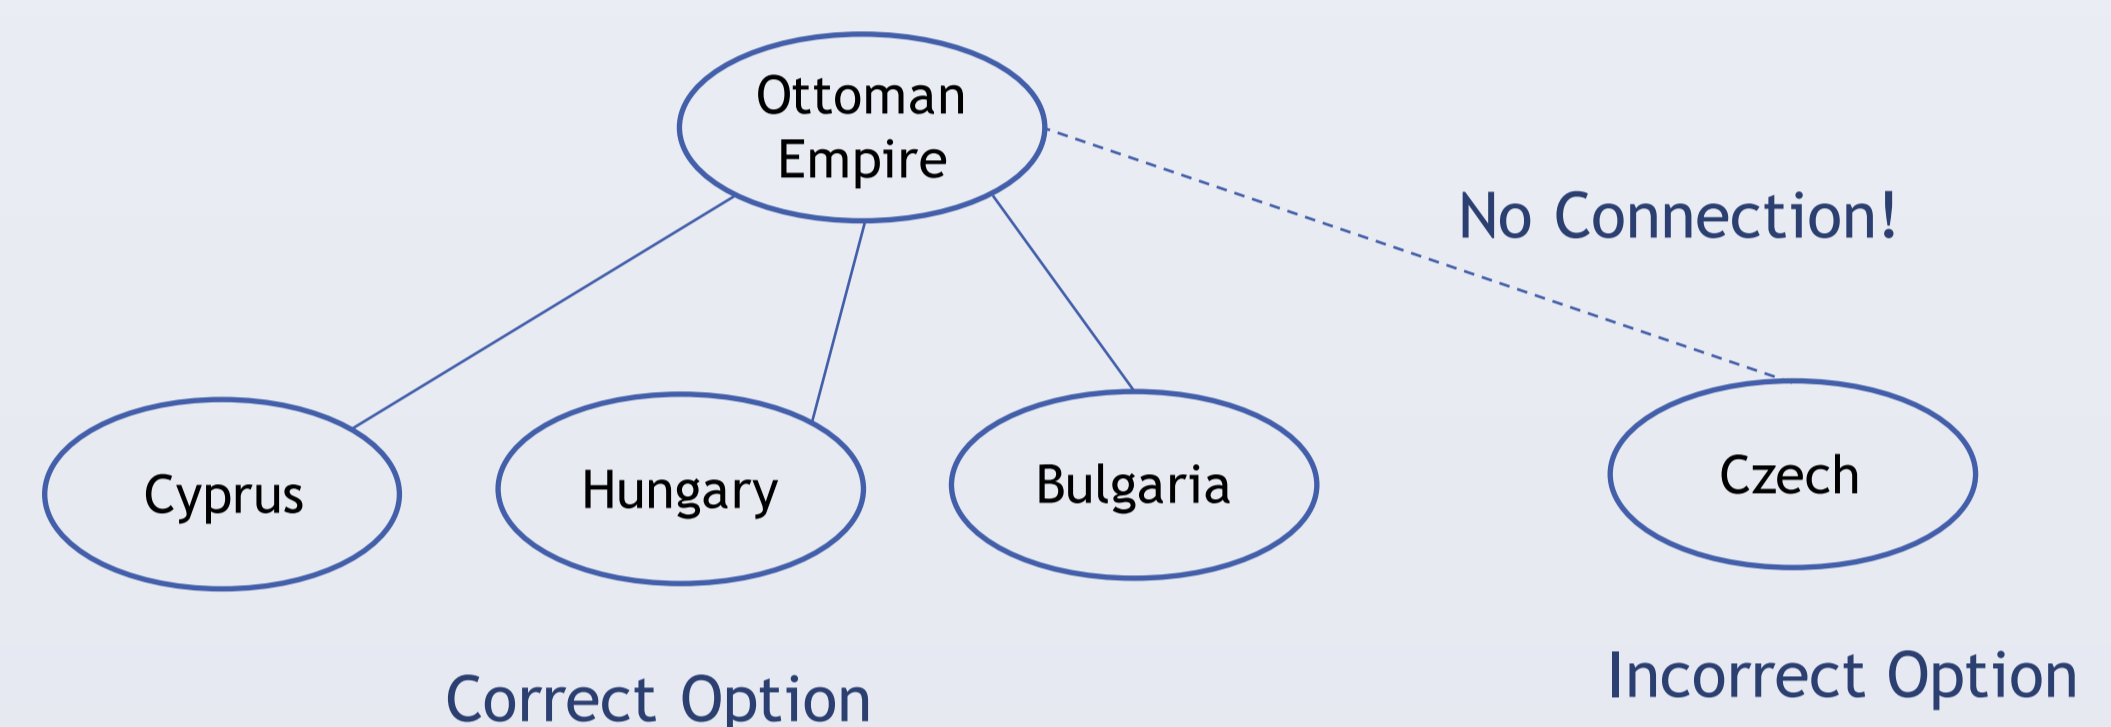 Ottoman
Empire
No Connection!
Cyprus
Hungary
Bulgaria
Czech
Correct Option
Incorrect Option